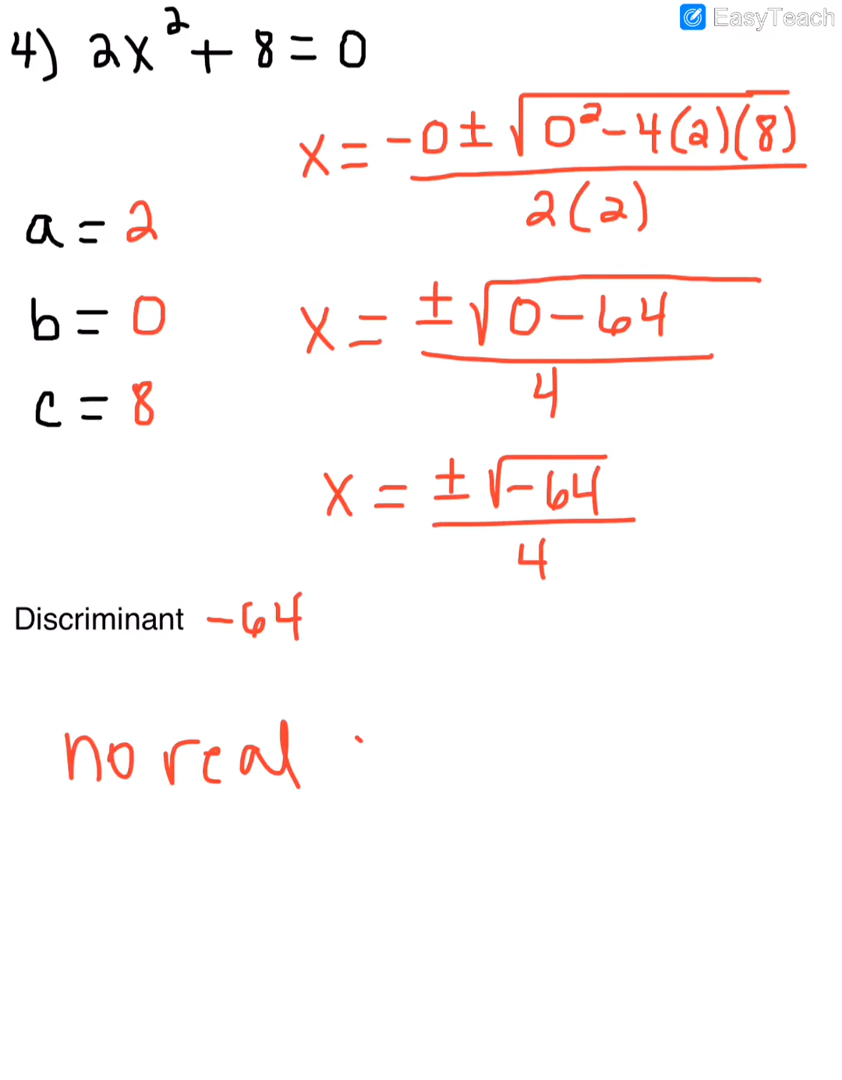 EasyTeach
4) 2x² + 8 = 0
x = -0 ± √(0² - 4(2)(8)) / 2(2)
a = 2
b = 0
x = ± √(0 - 64) / 4
c = 8
x = ± √(-64) / 4
Discriminant -64
no real